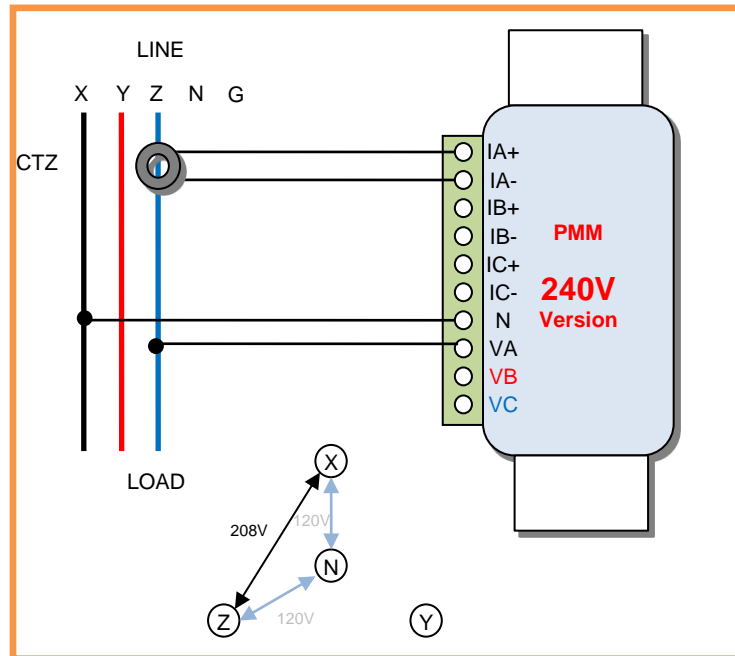 LINE
X Y Z N G
CTZ
IA+
IA-
IB+
IB-
IC+
IC-
N
VA
VB
VC
PMM
240V
Version
LOAD
X
208V
120V
N
Z
120V
Y